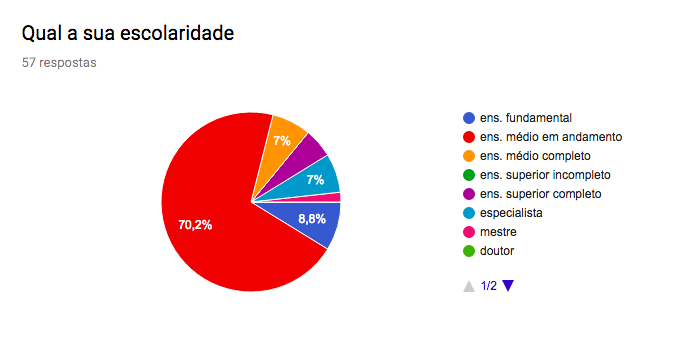 Qual a sua escolaridade
57 respostas
7%
7%
70,2%
8,8%
ens. fundamental
ens. médio em andamento
ens. médio completo
ens. superior incompleto
ens. superior completo
especialista
mestre
doutor
1/2